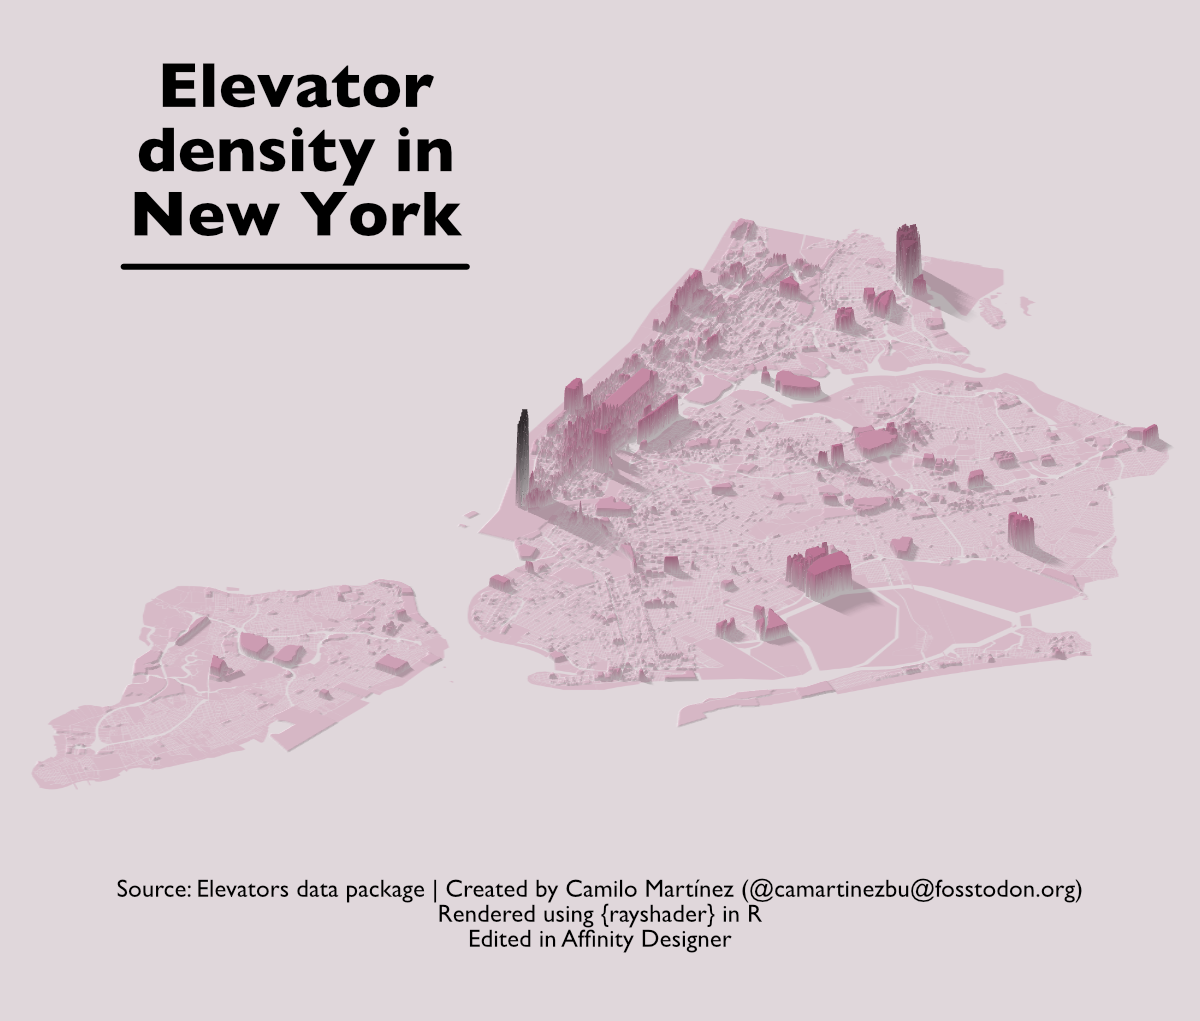 Elevator
density in
New York
Source: Elevators data package | Created by Camilo Martínez (@camartinezbu@fosstodon.org)
Rendered using {rayshader} in R
Edited in Affinity Designer